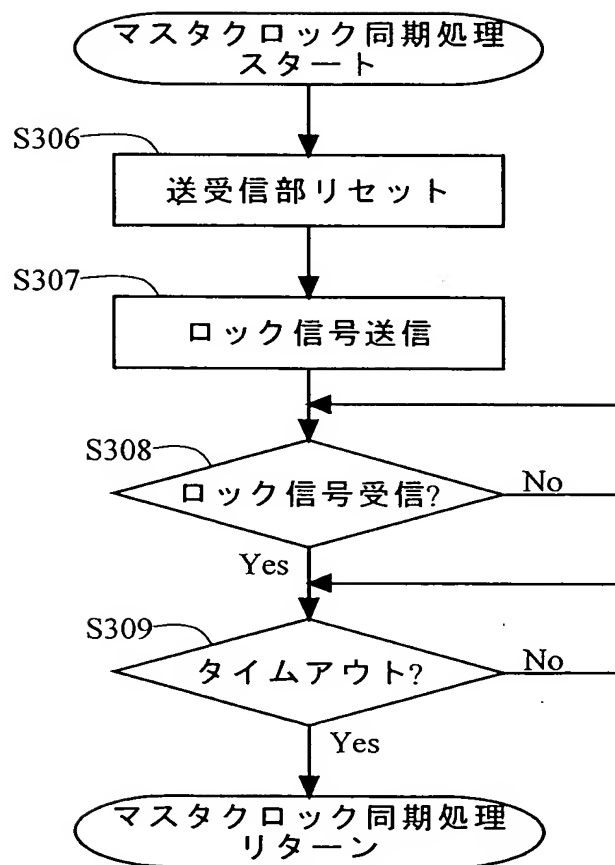 マスタクロック同期処理
スタート
S306
送受信部リセット
S307
ロック信号送信
S308
ロック信号受信?
No
Yes
S309
タイムアウト?
No
Yes
マスタクロック同期処理
リターン